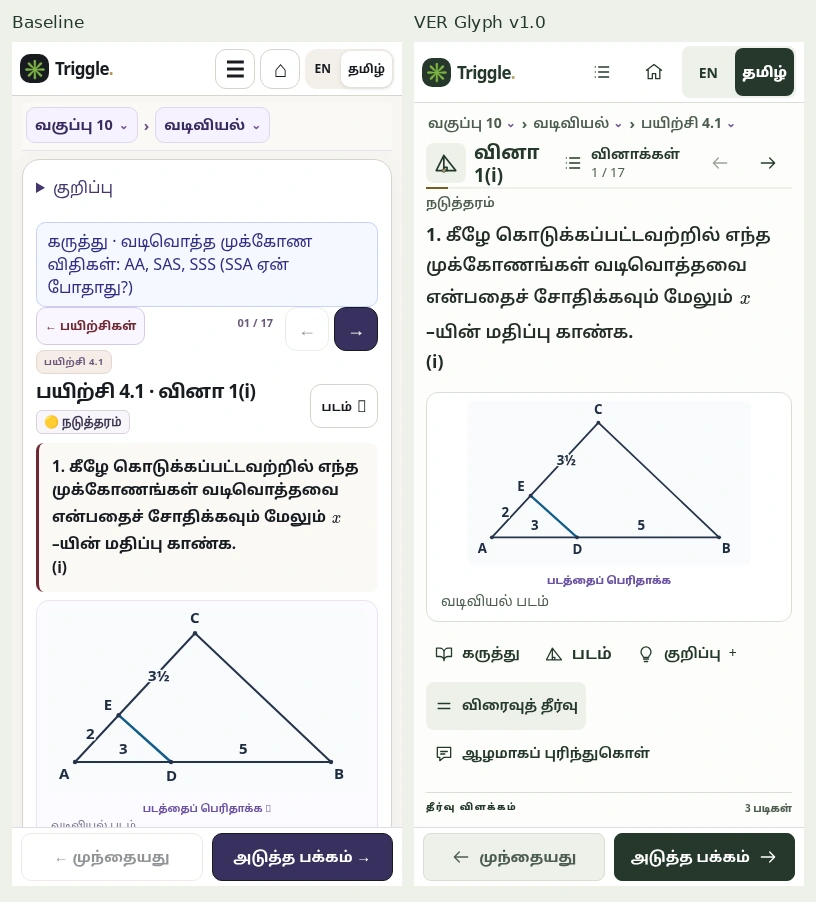 Baseline
Triggle.
EN
தமிழ்
வகுப்பு 10 ⌄ › வடிவியல் ⌄
▶ குறிப்பு
கருத்து · வடிவொத்த முக்கோண
விதிகள்: AA, SAS, SSS (SSA ஏன்
போதாது?)
← பயிற்சிகள்
01 / 17
←
→
பயிற்சி 4.1
பயிற்சி 4.1 · வினா 1(i)
படம்
நடுத்தரம்
1. கீழே கொடுக்கப்பட்டவற்றில் எந்த
முக்கோணங்கள் வடிவொத்தவை
என்பதைச் சோதிக்கவும் மேலும் x
–யின் மதிப்பு காண்க.
(i)
C
3½
E
2
3
5
A
D
B
படத்தைப் பெரிதாக்க
வடிவியல் படம்
← முந்தையது
அடுத்த பக்கம் →
VER Glyph v1.0
Triggle.
EN
தமிழ்
வகுப்பு 10 ⌄ › வடிவியல் ⌄ › பயிற்சி 4.1 ⌄
வினா
1(i)
வினாக்கள்
1 / 17
←
→
நடுத்தரம்
1. கீழே கொடுக்கப்பட்டவற்றில் எந்த
முக்கோணங்கள் வடிவொத்தவை
என்பதைச் சோதிக்கவும் மேலும் x
–யின் மதிப்பு காண்க.
(i)
C
3½
E
2
3
5
A
D
B
படத்தைப் பெரிதாக்க
வடிவியல் படம்
கருத்து
படம்
குறிப்பு +
விரைவுத் தீர்வு
ஆழமாகப் புரிந்துகொள்
தீர்வு விளக்கம்
3 படிகள்
← முந்தையது
அடுத்த பக்கம் →